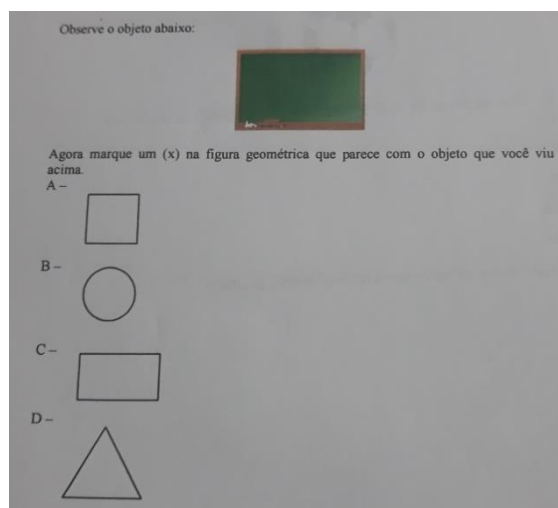 Observe o objeto abaixo:
Agora marque um (x) na figura geométrica que parece com o objeto que você viu
acima.
A –
B –
C –
D –